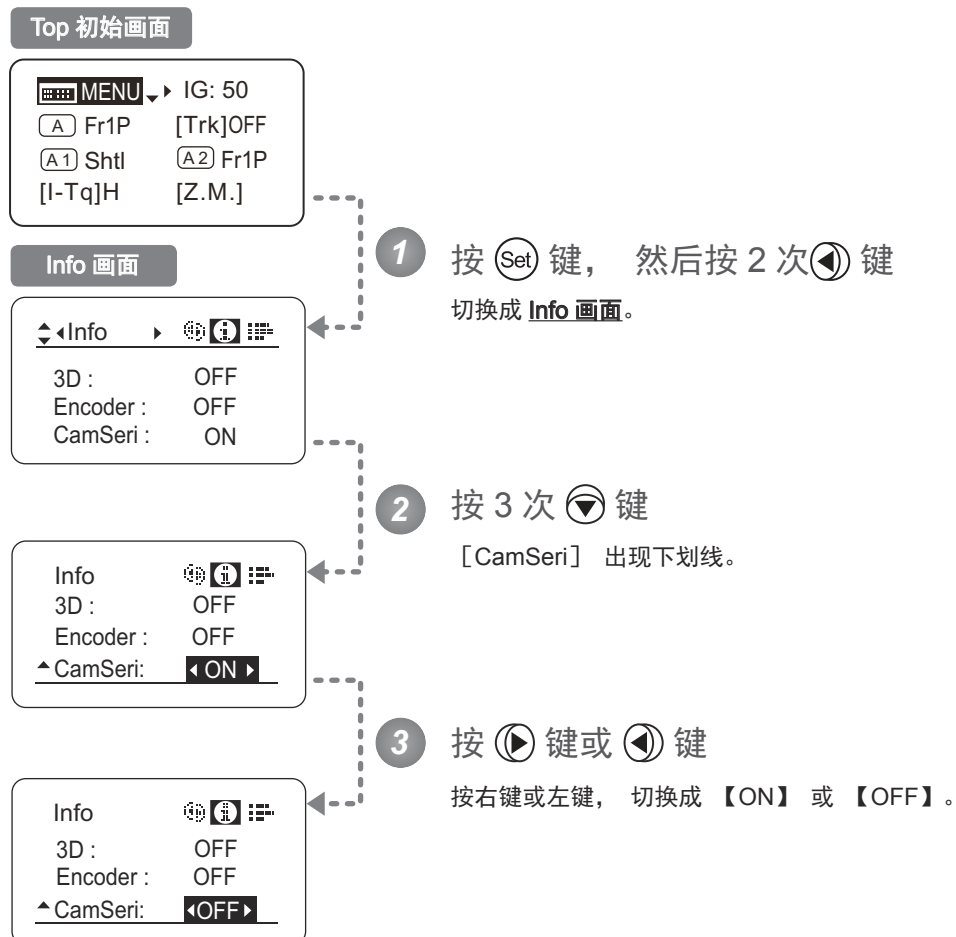 Top 初始画面
MENU IG: 50
A Fr1P [Trk]OFF
A1 Shtl A2 Fr1P
[I-Tq]H [Z.M.]
1 按 Set 键， 然后按 2 次 键
切换成 Info 画面。
Info 画面
Info
3D : OFF
Encoder : OFF
CamSeri : ON
2 按 3 次 键
［CamSeri］ 出现下划线。
Info
3D : OFF
Encoder : OFF
CamSeri: ON
3 按 键或 键
按右键或左键， 切换成 【ON】 或 【OFF】。
Info
3D : OFF
Encoder : OFF
CamSeri: OFF